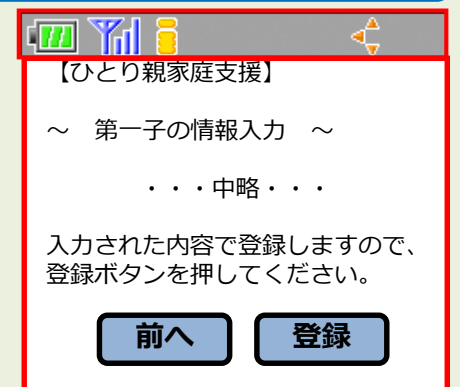 【ひとり親家庭支援】
～　第一子の情報入力　～
・・・中略・・・
入力された内容で登録しますので、
登録ボタンを押してください。
前へ
登録